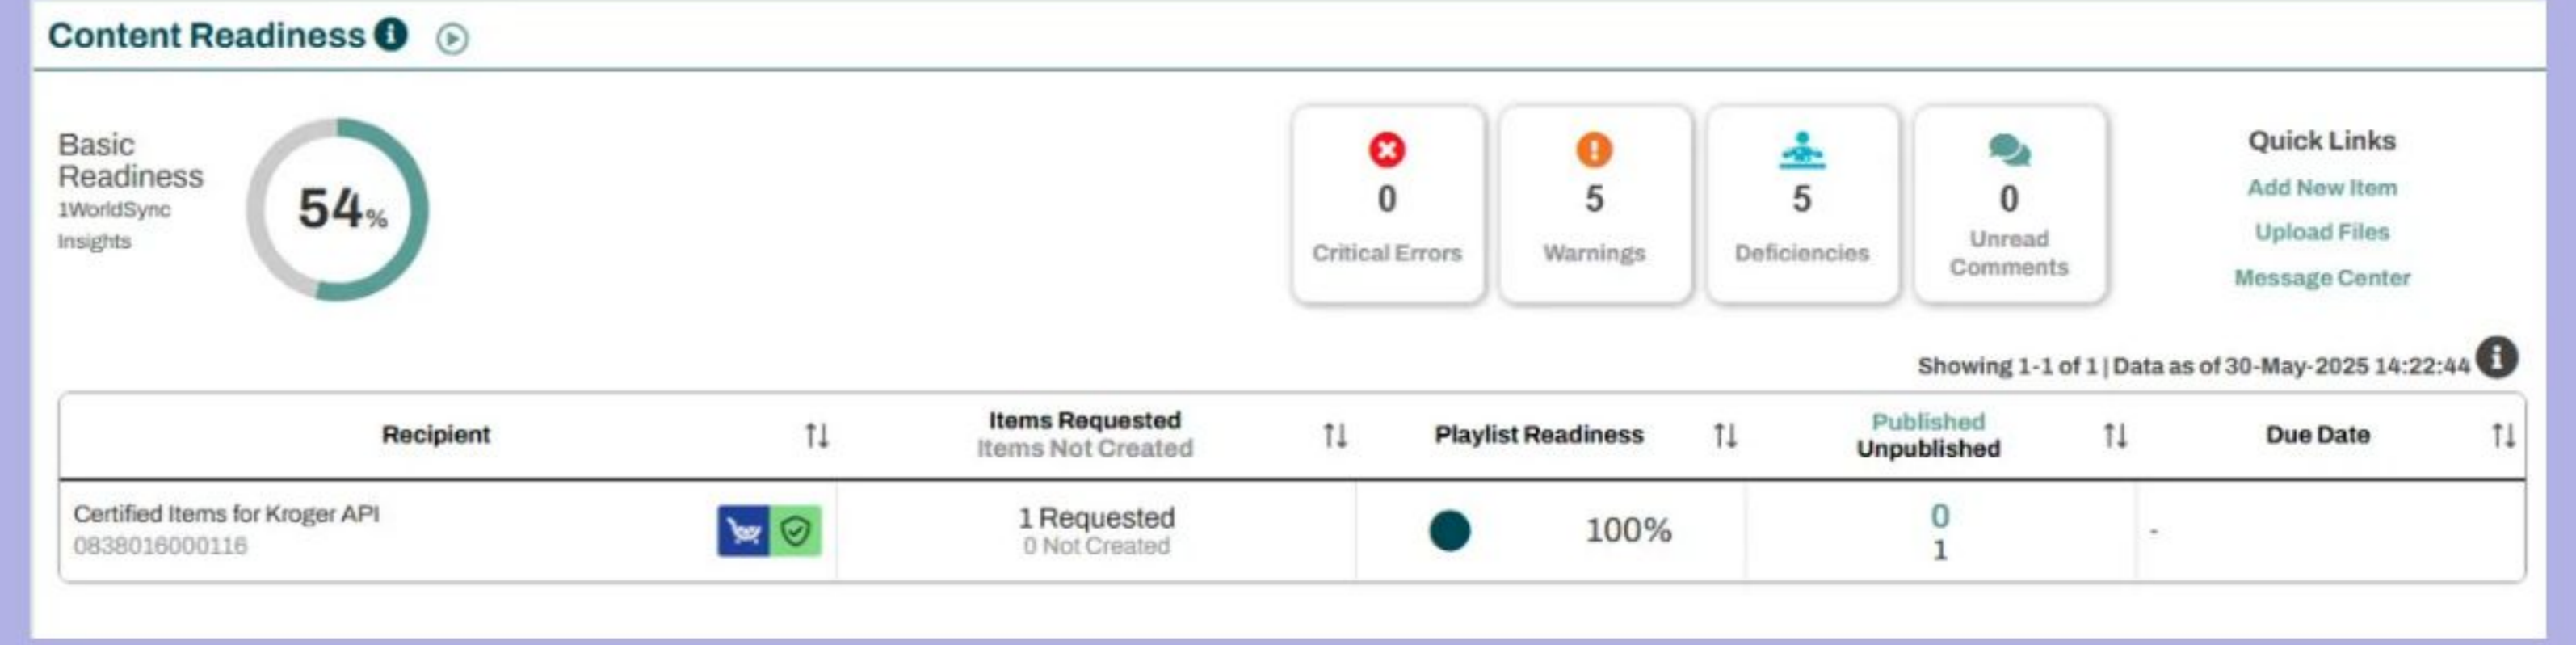 Content Readiness
Basic
Readiness
1WorldSync
Insights
54%
0
Critical Errors
5
Warnings
5
Deficiencies
0
Unread
Comments
Quick Links
Add New Item
Upload Files
Message Center
Showing 1-1 of 1 | Data as of 30-May-2025 14:22:44
Recipient
Items Requested
Items Not Created
Playlist Readiness
Published
Unpublished
Due Date
Certified Items for Kroger API
0838016000116
1 Requested
0 Not Created
100%
0
1
-